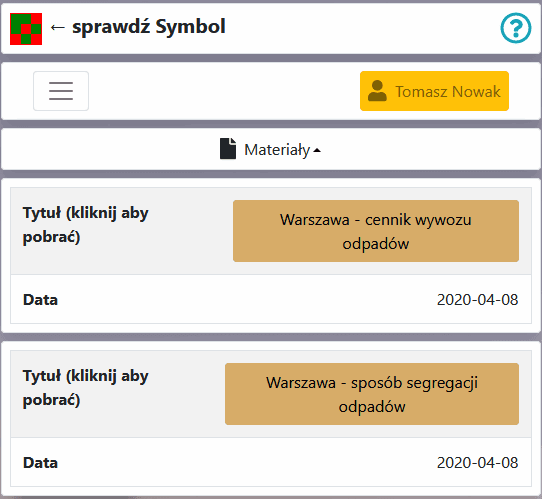 ← sprawdź Symbol
Tomasz Nowak
Materiały
Tytuł (kliknij aby
pobrać)
Warszawa - cennik wywozu
odpadów
Data
2020-04-08
Tytuł (kliknij aby
pobrać)
Warszawa - sposób segregacji
odpadów
Data
2020-04-08